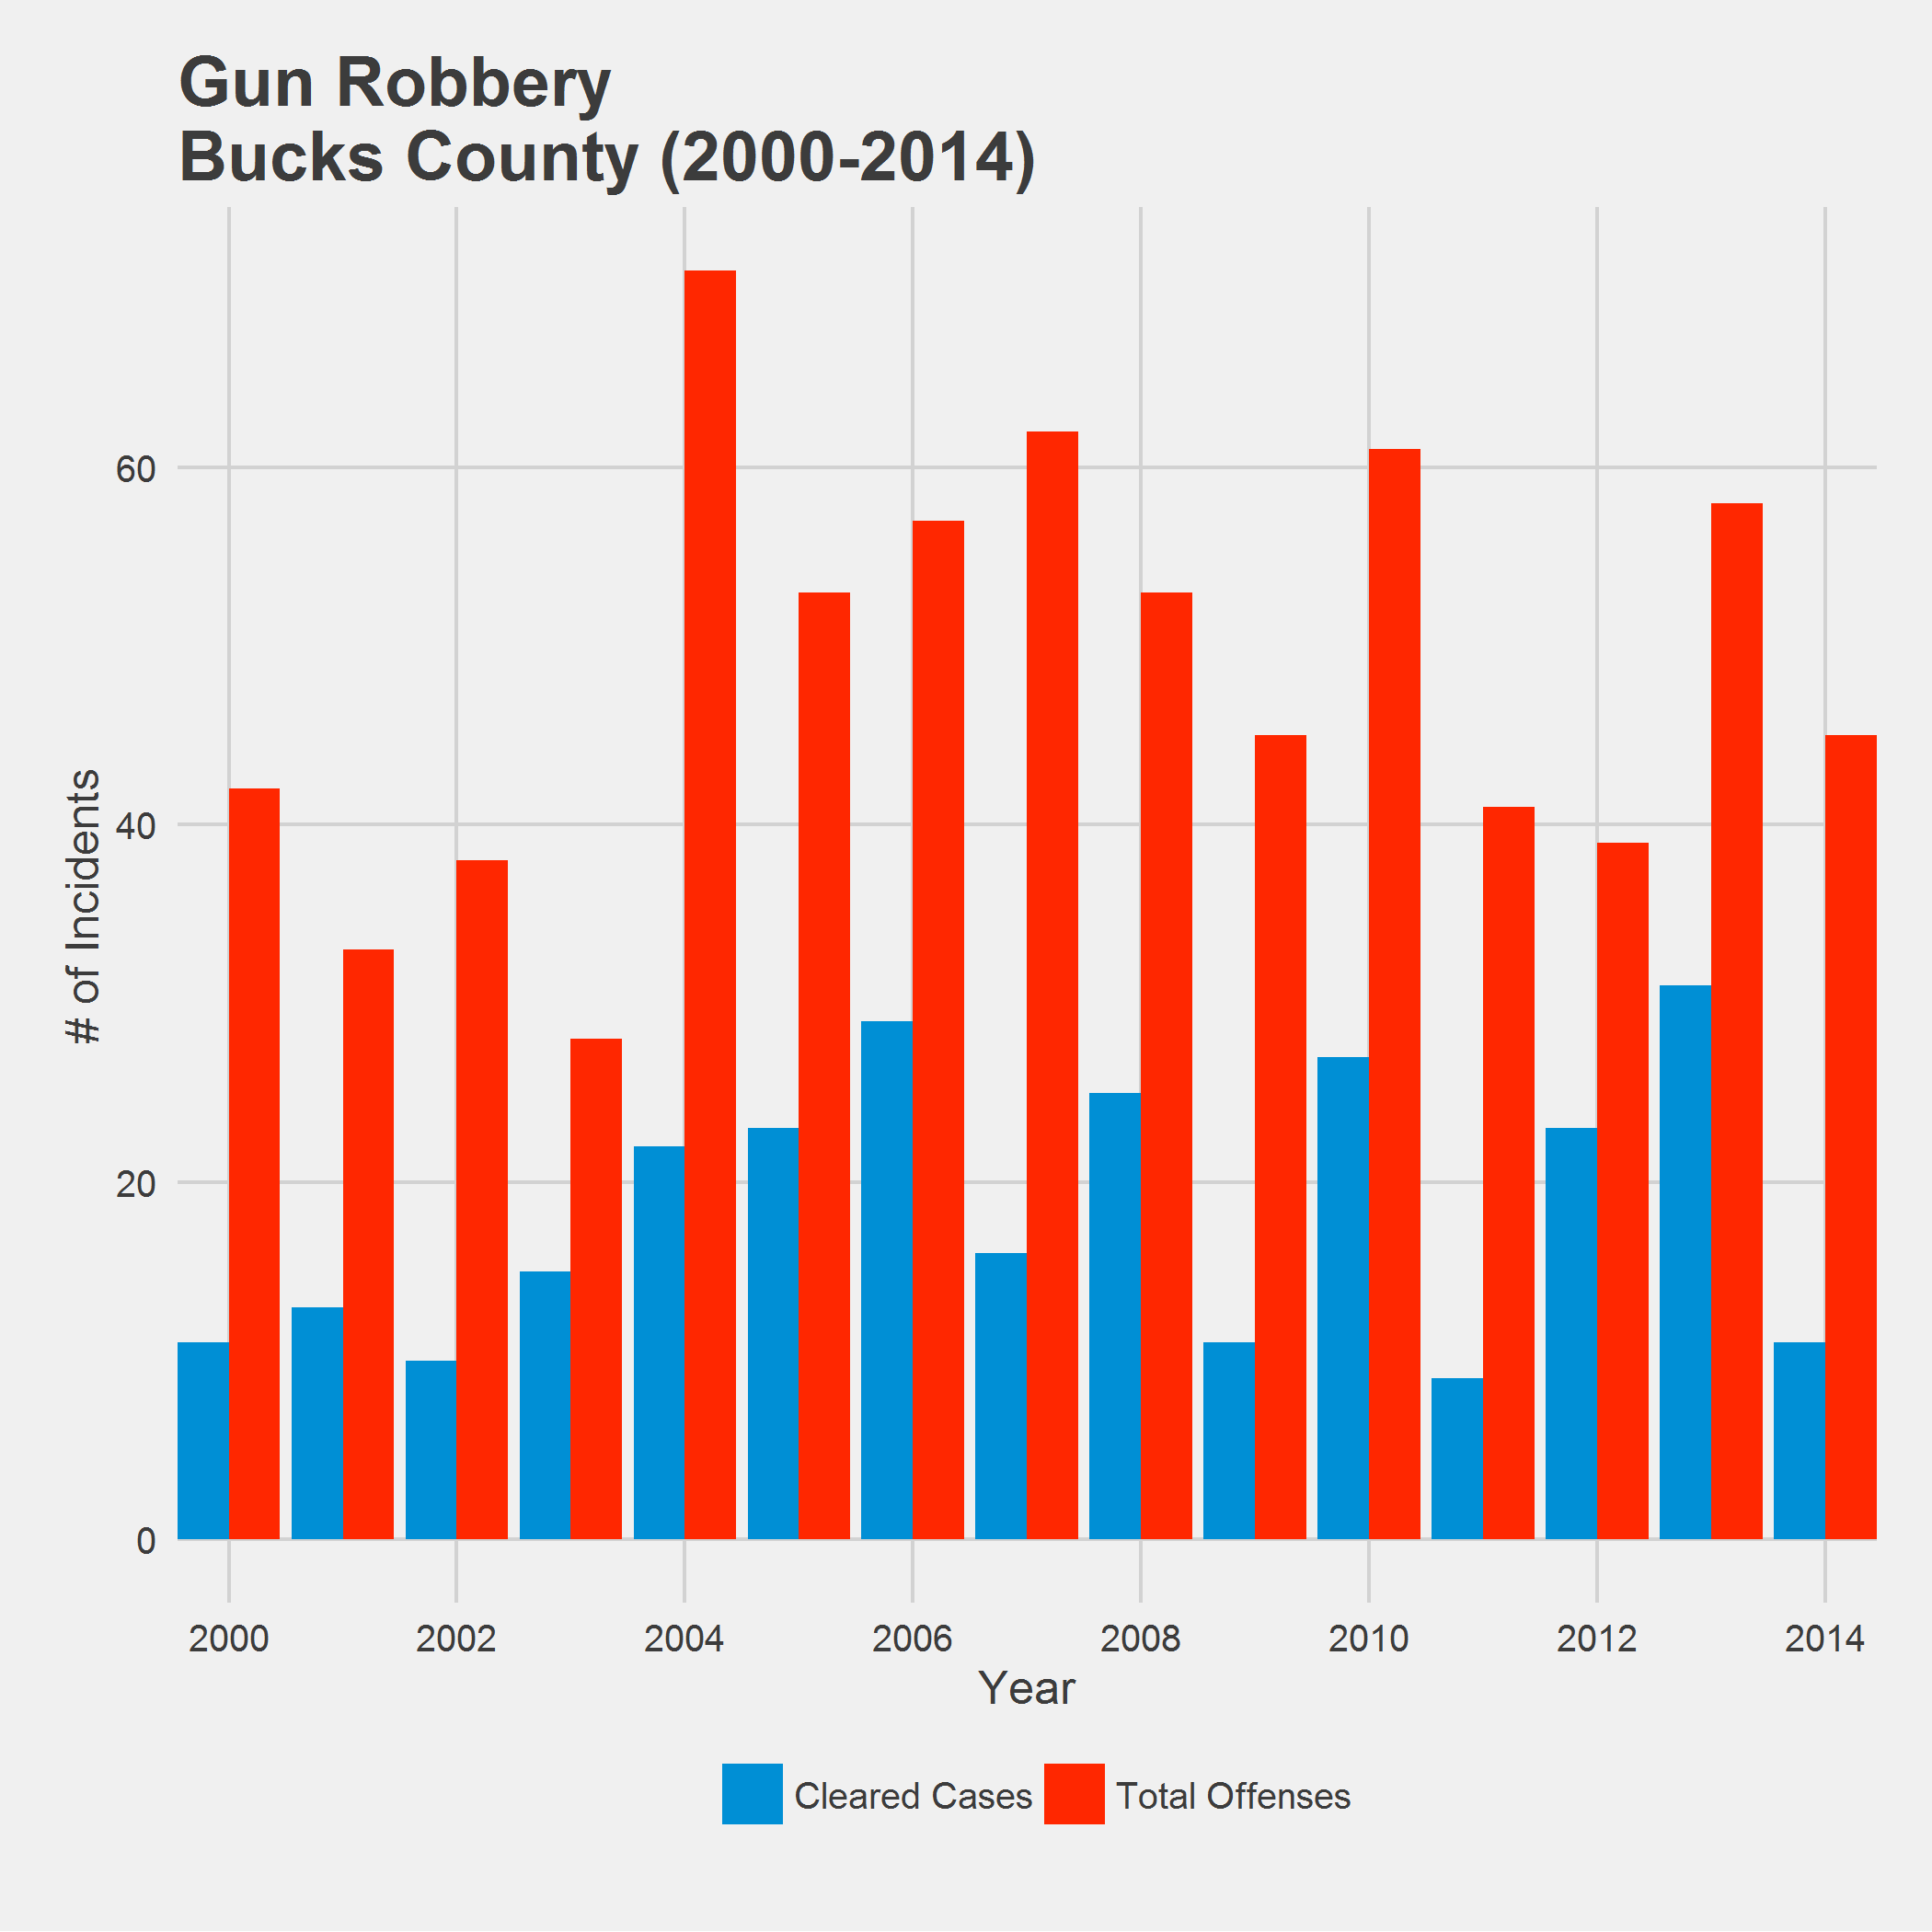 Gun Robbery
Bucks County (2000-2014)
# of Incidents
60
40
20
0
2000 2002 2004 2006 2008 2010 2012 2014
Year
Cleared Cases Total Offenses